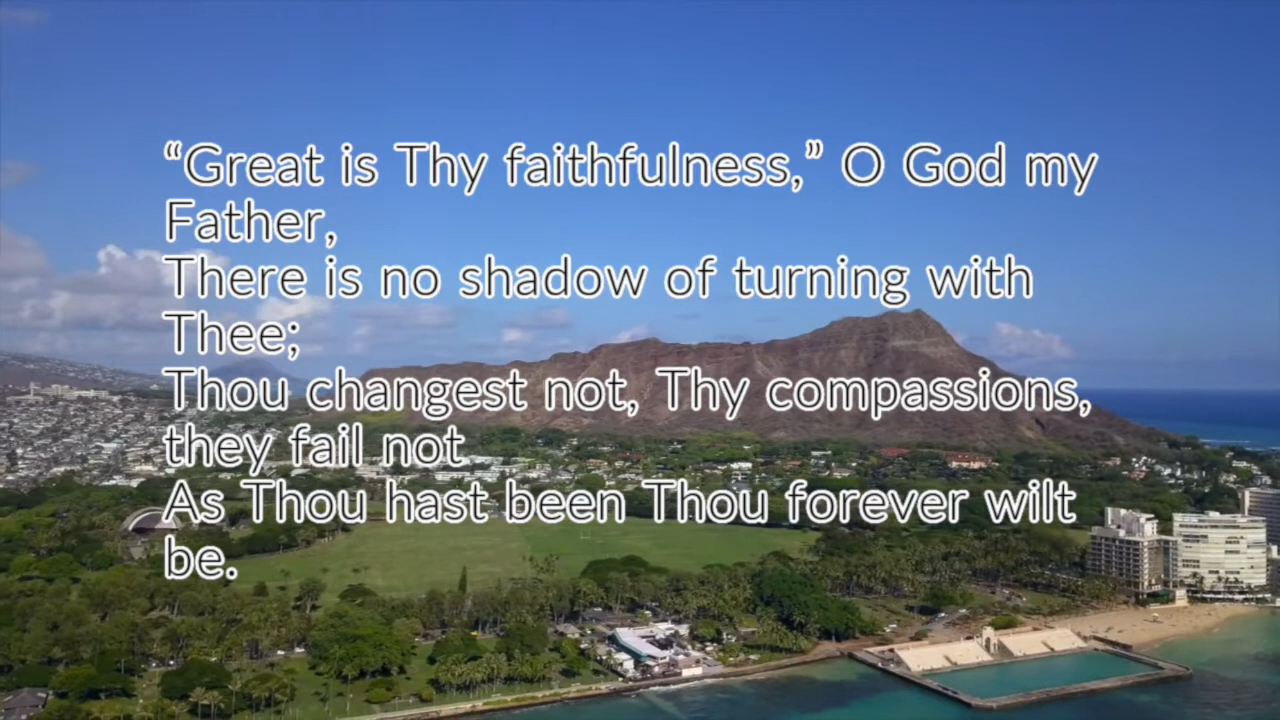 “Great is Thy faithfulness,” O God my
Father,
There is no shadow of turning with
Thee;
Thou changest not, Thy compassions,
they fail not
As Thou hast been Thou forever wilt
be.